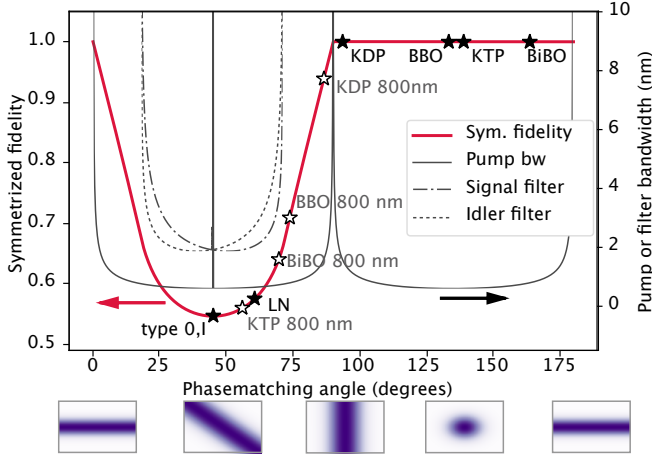 Symmetrized fidelity
1.0
0.9
0.8
0.7
0.6
0.5
KDP
BBO
KTP
BiBO
KDP 800nm
BBO 800 nm
BiBO 800 nm
LN
KTP 800 nm
type 0,I
Sym. fidelity
Pump bw
Signal filter
Idler filter
10
8
6
4
2
0
Pump or filter bandwidth (nm)
0 25 50 75 100 125 150 175
Phasematching angle (degrees)